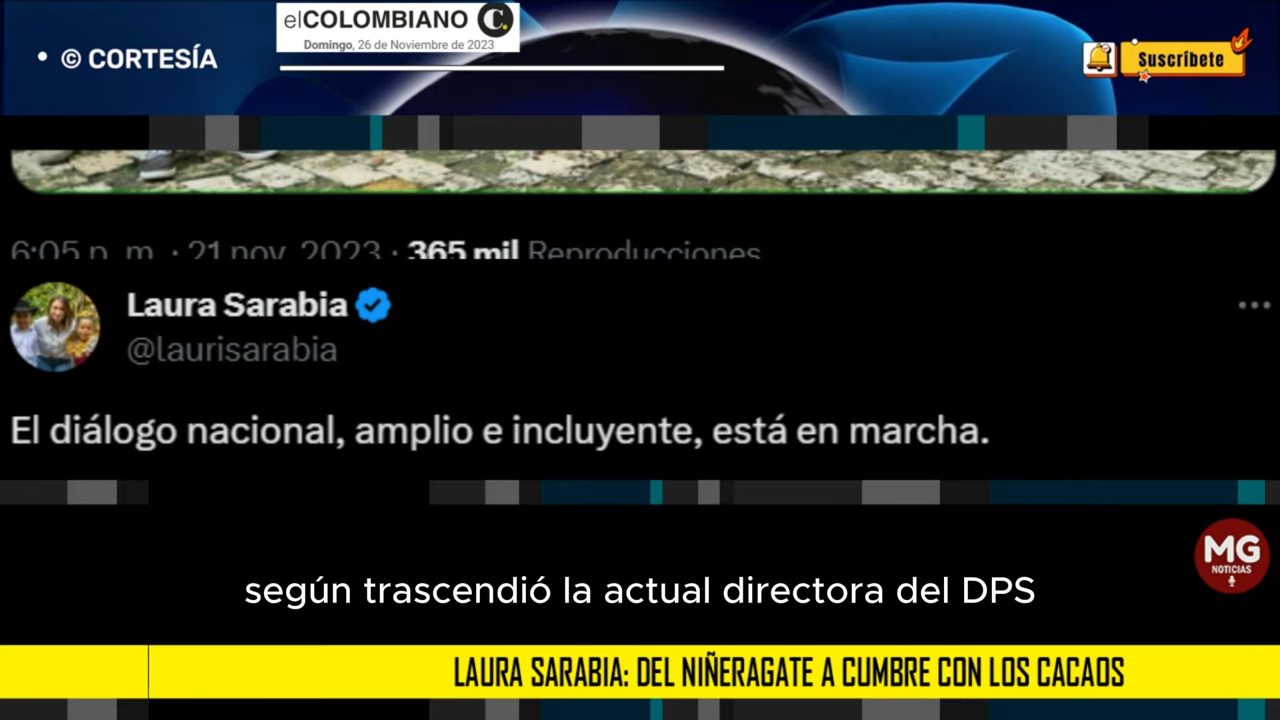 elCOLOMBIANO
Domingo, 26 de Noviembre de 2023
• © CORTESÍA
Suscríbete
6:05 p. m. · 21 nov. 2023 · 365 mil Reproducciones
Laura Sarabia
@laurisarabia
El diálogo nacional, amplio e incluyente, está en marcha.
MG
NOTICIAS
según trascendió la actual directora del DPS
LAURA SARABIA: DEL NIÑERAGATE A CUMBRE CON LOS CACAOS